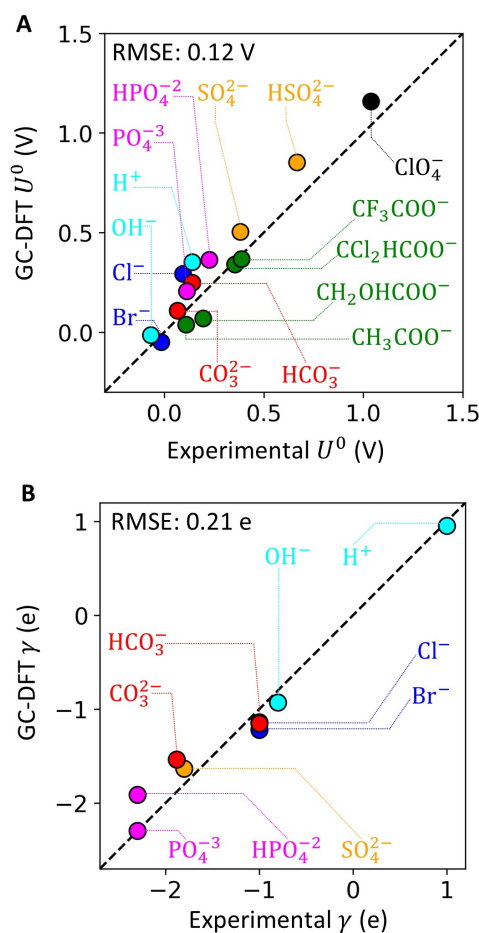 A
RMSE: 0.12 V
HPO₄⁻² SO₄²⁻ HSO₄²⁻
PO₄⁻³
H⁺
OH⁻
Cl⁻
Br⁻
ClO₄⁻
CF₃COO⁻
CCl₂HCOO⁻
CH₂OHCOO⁻
CH₃COO⁻
CO₃²⁻ HCO₃⁻
1.5
1.0
0.5
0.0
GC-DFT U⁰ (V)
0.0 0.5 1.0 1.5
Experimental U⁰ (V)
B
RMSE: 0.21 e
OH⁻ H⁺
HCO₃⁻
CO₃²⁻
Cl⁻
Br⁻
PO₄⁻³ HPO₄⁻² SO₄²⁻
1
0
−1
−2
GC-DFT γ (e)
−2 −1 0 1
Experimental γ (e)